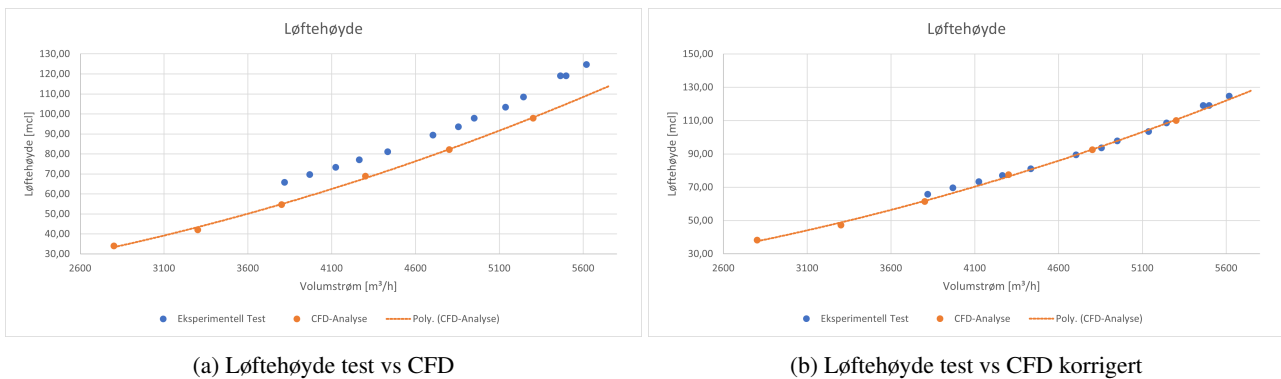 Løftehøyde
130,00
120,00
110,00
100,00
90,00
80,00
70,00
60,00
50,00
40,00
30,00
Løftehøyde [mcl]
2600 3100 3600 4100 4600 5100 5600
Volumstrøm [m³/h]
Eksperimentell Test CFD-Analyse Poly. (CFD-Analyse)
(a) Løftehøyde test vs CFD
Løftehøyde
150,00
130,00
110,00
90,00
70,00
50,00
30,00
Løftehøyde [mcl]
2600 3100 3600 4100 4600 5100 5600
Volumstrøm [m³/h]
Eksperimentell Test CFD-Analyse Poly. (CFD-Analyse)
(b) Løftehøyde test vs CFD korrigert